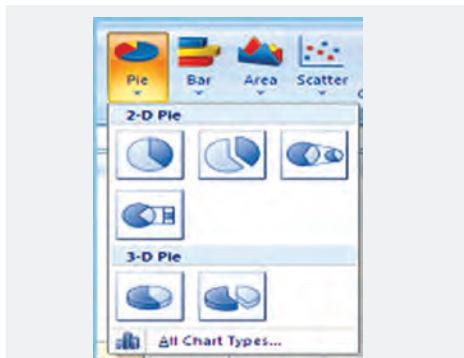 Pie Bar Area Scatter
2-D Pie
3-D Pie
All Chart Types...